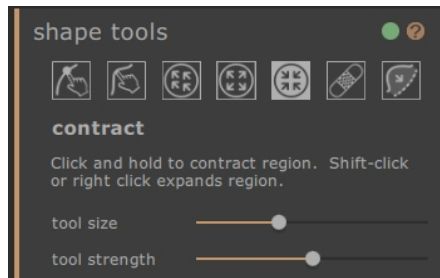 shape tools
?
contract
Click and hold to contract region. Shift-click
or right click expands region.
tool size
tool strength